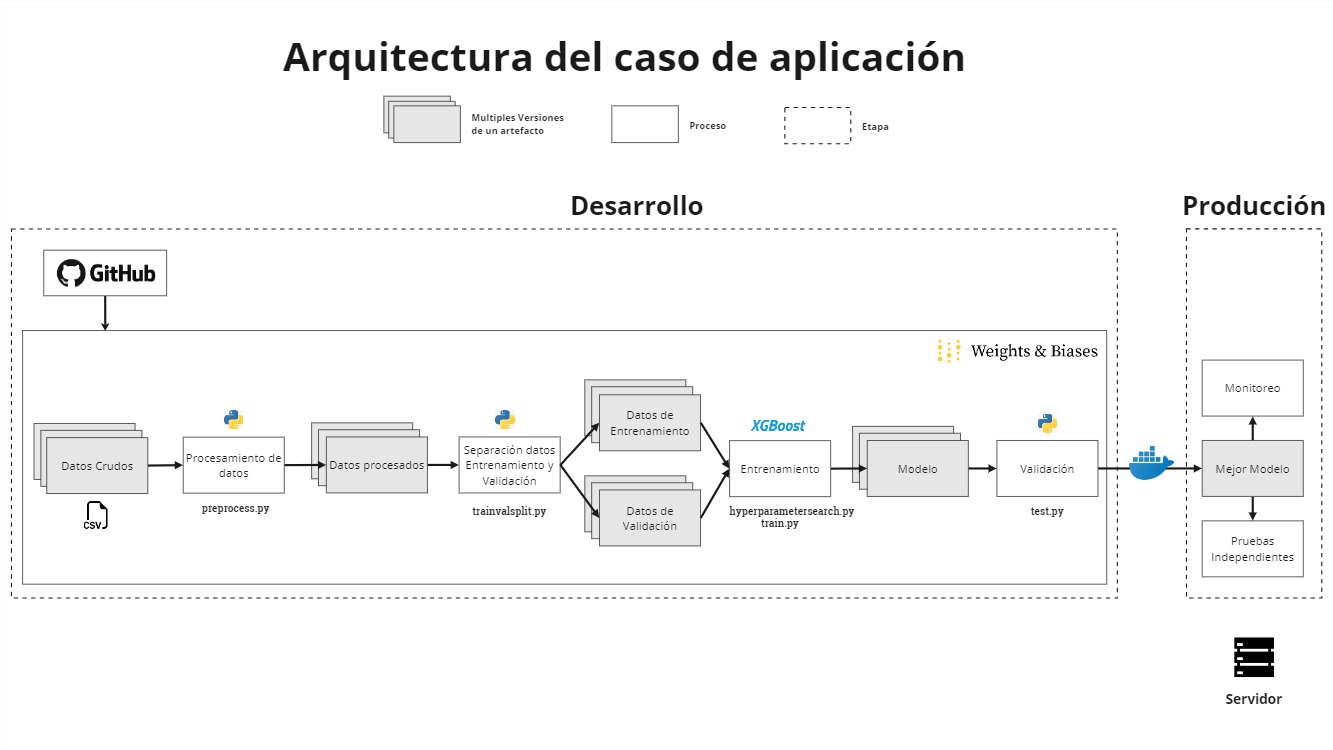 Arquitectura del caso de aplicación
Multiples Versiones
de un artefacto
Proceso
Etapa
Desarrollo
Producción
GitHub
Weights & Biases
Datos Crudos
CSV
Procesamiento de
datos
preprocess.py
Datos procesados
Separación datos
Entrenamiento y
Validación
trainvalsplit.py
Datos de
Entrenamiento
Datos de
Validación
XGBoost
Entrenamiento
hyperparametersearch.py
train.py
Modelo
Validación
test.py
Monitoreo
Mejor Modelo
Pruebas
Independientes
Servidor